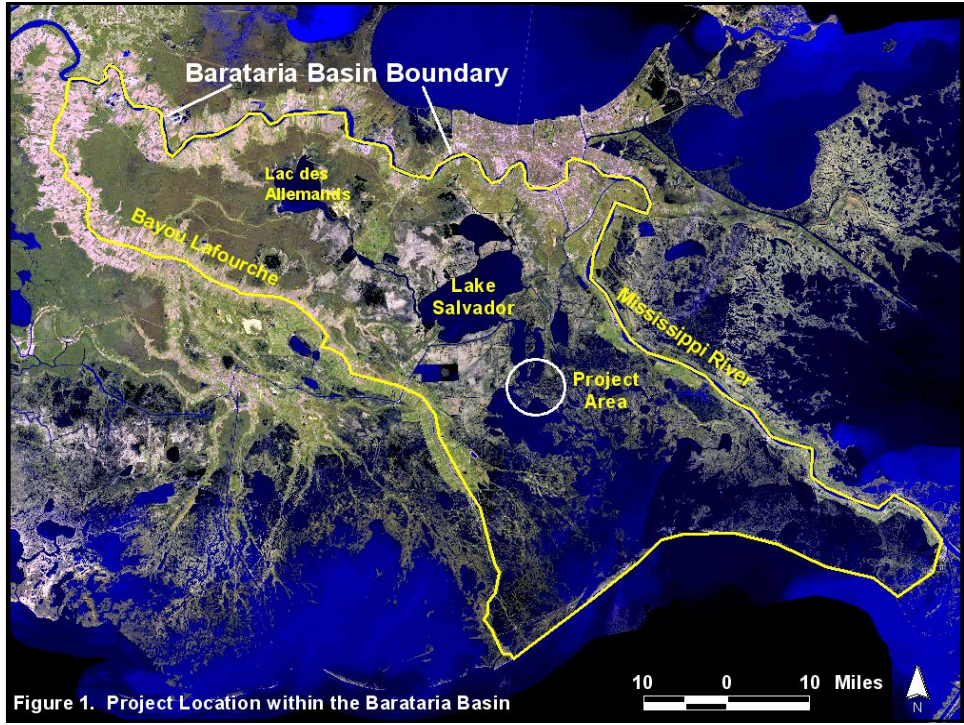 Barataria Basin Boundary
Lac des
Allemands
Bayou Lafourche
Lake
Salvador
Mississippi River
Project
Area
10 0 10 Miles
N
Figure 1. Project Location within the Barataria Basin